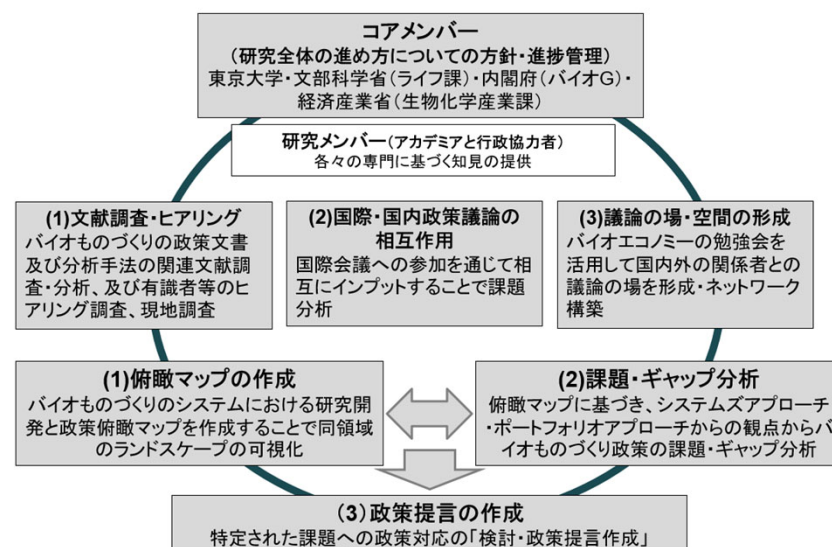 コアメンバー
(研究全体の進め方についての方針・進捗管理)
東京大学・文部科学省(ライフ課)・内閣府(バイオG)・
経済産業省(生物化学産業課)
研究メンバー(アカデミアと行政協力者)
各々の専門に基づく知見の提供
(1)文献調査・ヒアリング
バイオものづくりの政策文書
及び分析手法の関連文献調
査・分析、及び有識者等のヒ
アリング調査、現地調査
(2)国際・国内政策議論の
相互作用
国際会議への参加を通じて相
互にインプットすることで課題
分析
(3)議論の場・空間の形成
バイオエコノミーの勉強会を
活用して国内外の関係者との
議論の場を形成・ネットワーク
構築
(1)俯瞰マップの作成
バイオものづくりのシステムにおける研究開
発と政策俯瞰マップを作成することで同領域
のランドスケープの可視化
(2)課題・ギャップ分析
俯瞰マップに基づき、システムズアプローチ
・ポートフォリオアプローチからの観点からバ
イオものづくり政策の課題・ギャップ分析
(3)政策提言の作成
特定された課題への政策対応の「検討・政策提言作成」